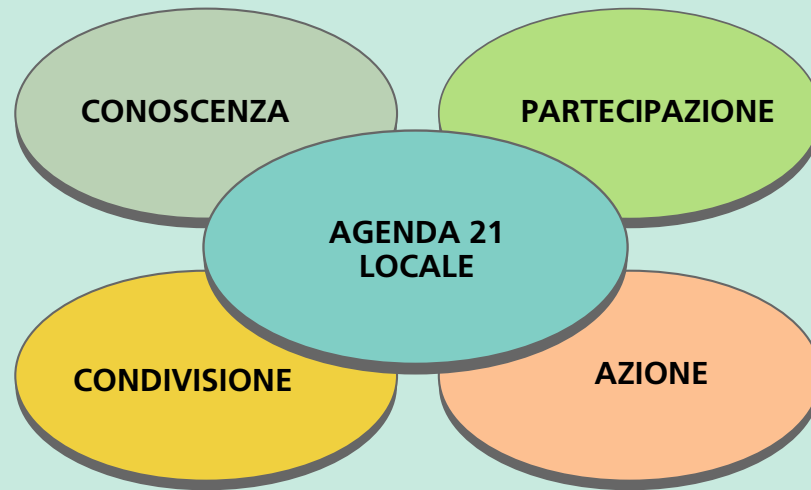 CONOSCENZA
PARTECIPAZIONE
AGENDA 21
LOCALE
CONDIVISIONE
AZIONE